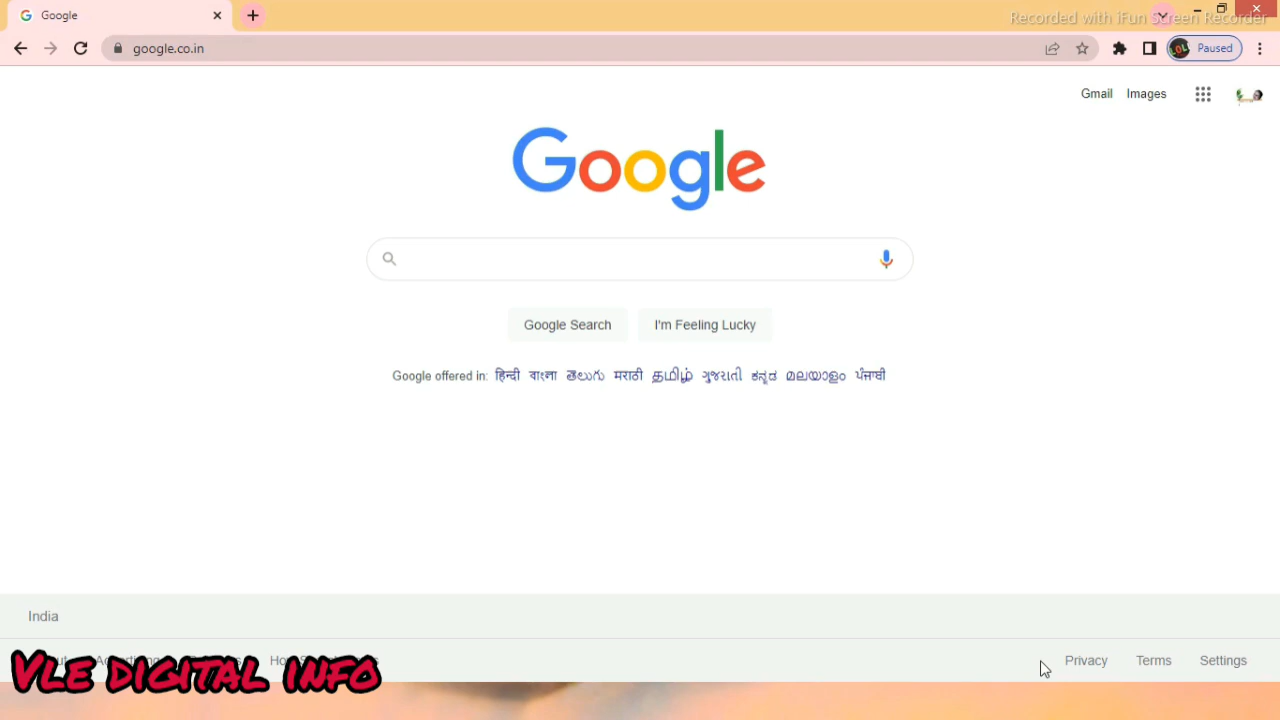 Google
Recorded with iFun Screen Recorder
google.co.in
LOL
Paused
Gmail Images
Google
Google Search I'm Feeling Lucky
Google offered in: हिन्दी বাংলা తెలుగు मराठी தமிழ் ગુજરાતી ಕನ್ನಡ മലയാളം ਪੰਜਾਬੀ
India
Privacy Terms Settings
VLE DIGITAL INFO